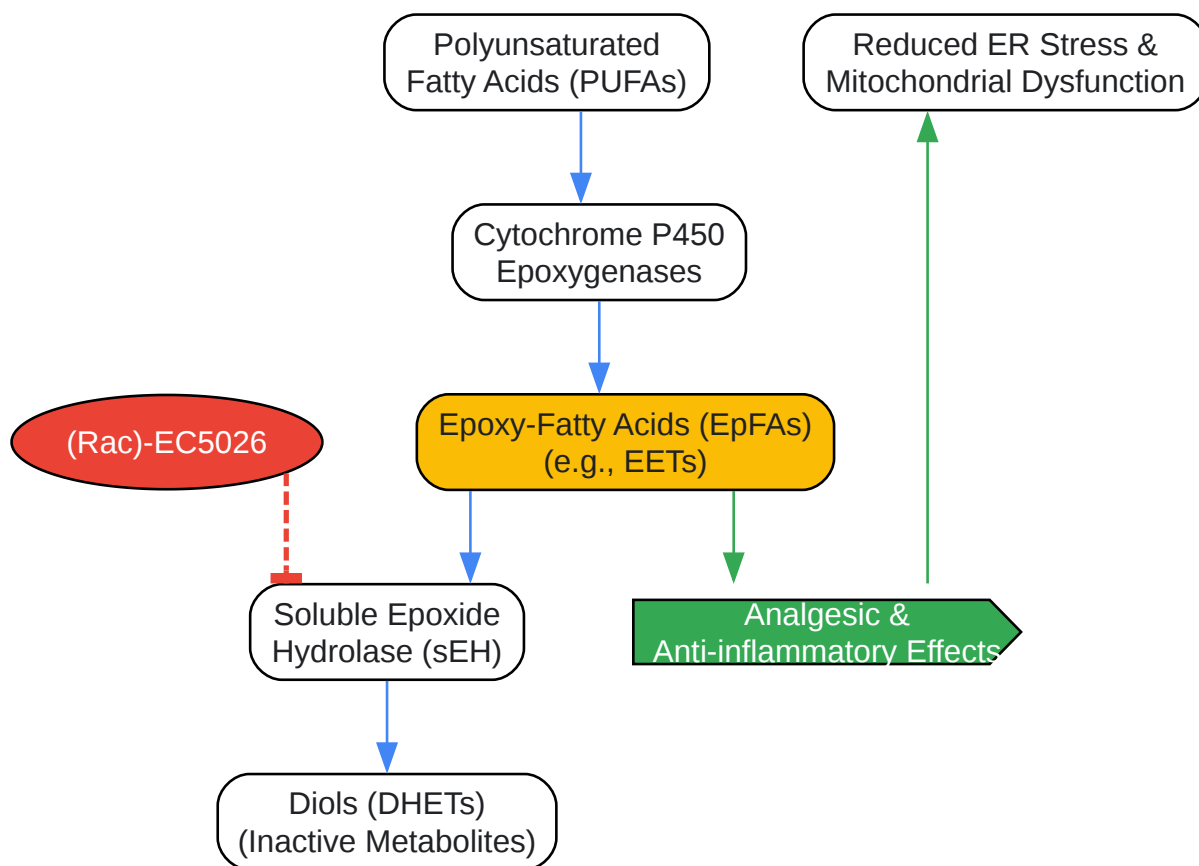 Polyunsaturated
Fatty Acids (PUFAs)
Reduced ER Stress &
Mitochondrial Dysfunction
Cytochrome P450
Epoxygenases
(Rac)-EC5026
Epoxy-Fatty Acids (EpFAs)
(e.g., EETs)
Soluble Epoxide
Hydrolase (sEH)
Analgesic &
Anti-inflammatory Effects
Diols (DHETs)
(Inactive Metabolites)